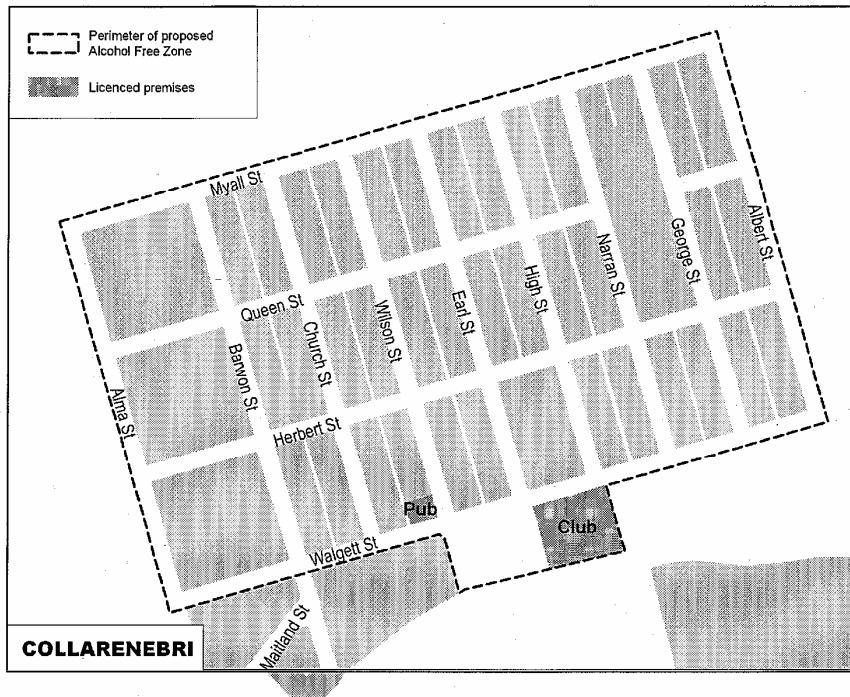 Perimeter of proposed
Alcohol Free Zone
Licenced premises
Myall St
Queen St
Church St
Wilson St
Earl St
High St
Narran St
George St
Albert St
Alma St
Barwon St
Herbert St
Pub
Club
Walgett St
Maitland St
COLLARENEBRI